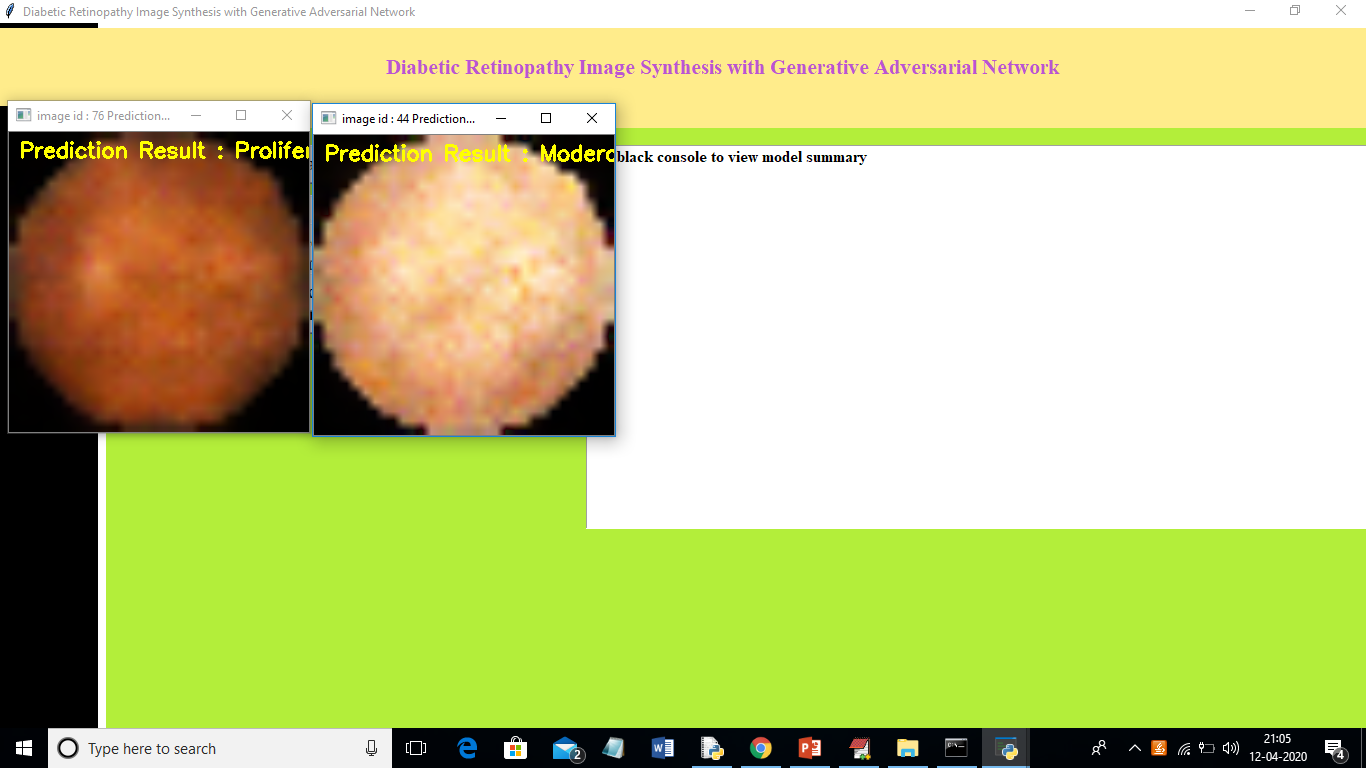 Diabetic Retinopathy Image Synthesis with Generative Adversarial Network
Diabetic Retinopathy Image Synthesis with Generative Adversarial Network
image id : 76 Prediction...
image id : 44 Prediction...
Prediction Result : Prolifer
Prediction Result : Modera
black console to view model summary
Type here to search
2
21:05
12-04-2020
4